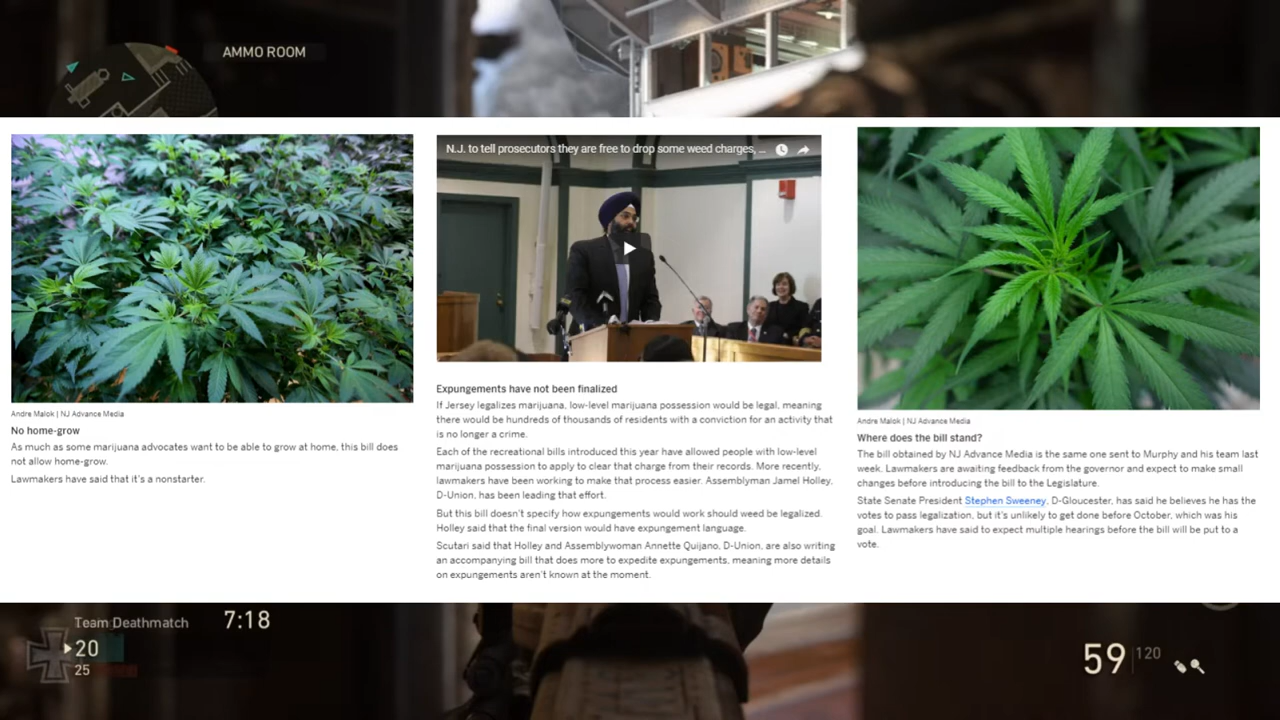 AMMO ROOM
Andre Malok | NJ Advance Media
No home-grow
As much as some marijuana advocates want to be able to grow at home, this bill does
not allow home-grow.
Lawmakers have said that it's a nonstarter.
N.J. to tell prosecutors they are free to drop some weed charges, ...
Expungements have not been finalized
If Jersey legalizes marijuana, low-level marijuana possession would be legal, meaning
there would be hundreds of thousands of residents with a conviction for an activity that
is no longer a crime.
Each of the recreational bills introduced this year have allowed people with low-level
marijuana possession to apply to clear that charge from their records. More recently,
lawmakers have been working to make that process easier. Assemblyman Jamel Holley,
D-Union, has been leading that effort.
But this bill doesn't specify how expungements would work should weed be legalized.
Holley said that the final version would have expungement language.
Scutari said that Holley and Assemblywoman Annette Quijano, D-Union, are also writing
an accompanying bill that does more to expedite expungements, meaning more details
on expungements aren't known at the moment.
Andre Malok | NJ Advance Media
Where does the bill stand?
The bill obtained by NJ Advance Media is the same one sent to Murphy and his team last
week. Lawmakers are awaiting feedback from the governor and expect to make small
changes before introducing the bill to the Legislature.
State Senate President Stephen Sweeney, D-Gloucester, has said he believes he has the
votes to pass legalization, but it's unlikely to get done before October, which was his
goal. Lawmakers have said to expect multiple hearings before the bill will be put to a
vote.
Team Deathmatch 7:18
20
25
59 120